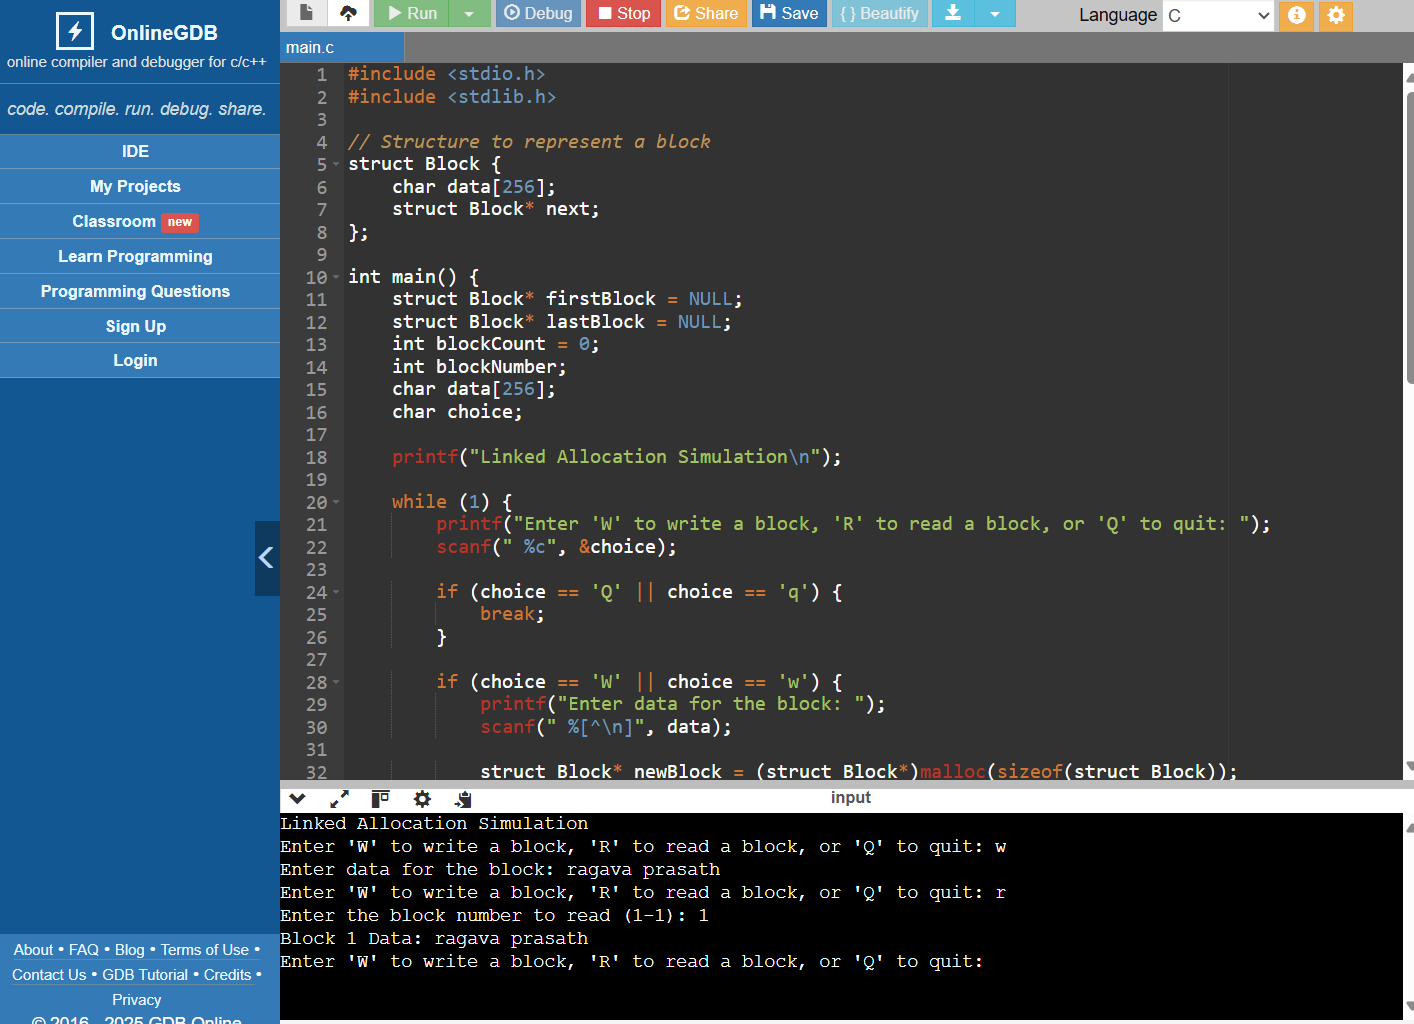 OnlineGDB
online compiler and debugger for c/c++
code. compile. run. debug. share.
IDE
My Projects
Classroom new
Learn Programming
Programming Questions
Sign Up
Login
About • FAQ • Blog • Terms of Use •
Contact Us • GDB Tutorial • Credits •
Privacy
© 2016 - 2025 GDB Online
Run Debug Stop Share Save { } Beautify Language C
main.c
1 #include <stdio.h>
2 #include <stdlib.h>
3
4 // Structure to represent a block
5 struct Block {
6 char data[256];
7 struct Block* next;
8 };
9
10 int main() {
11 struct Block* firstBlock = NULL;
12 struct Block* lastBlock = NULL;
13 int blockCount = 0;
14 int blockNumber;
15 char data[256];
16 char choice;
17
18 printf("Linked Allocation Simulation\n");
19
20 while (1) {
21 printf("Enter 'W' to write a block, 'R' to read a block, or 'Q' to quit: ");
22 scanf(" %c", &choice);
23
24 if (choice == 'Q' || choice == 'q') {
25 break;
26 }
27
28 if (choice == 'W' || choice == 'w') {
29 printf("Enter data for the block: ");
30 scanf(" %[^\n]", data);
31
32 struct Block* newBlock = (struct Block*)malloc(sizeof(struct Block));
input
Linked Allocation Simulation
Enter 'W' to write a block, 'R' to read a block, or 'Q' to quit: w
Enter data for the block: ragava prasath
Enter 'W' to write a block, 'R' to read a block, or 'Q' to quit: r
Enter the block number to read (1-1): 1
Block 1 Data: ragava prasath
Enter 'W' to write a block, 'R' to read a block, or 'Q' to quit: